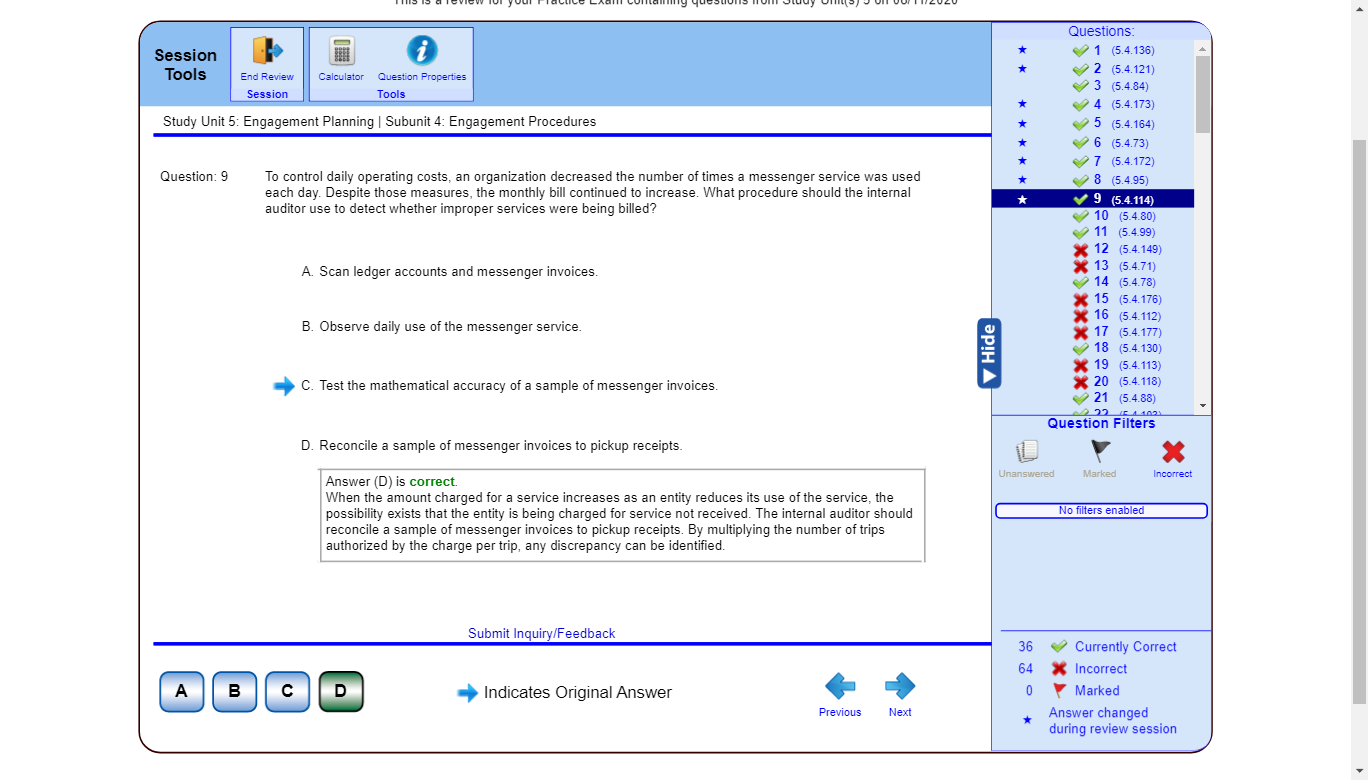 This is a review for your Practice Exam containing questions from Study Unit(s) 5 on 06/11/2020
Session Tools
End Review
Session
Calculator
Question Properties
Tools
Study Unit 5: Engagement Planning | Subunit 4: Engagement Procedures
Question: 9
To control daily operating costs, an organization decreased the number of times a messenger service was used
each day. Despite those measures, the monthly bill continued to increase. What procedure should the internal
auditor use to detect whether improper services were being billed?
A. Scan ledger accounts and messenger invoices.
B. Observe daily use of the messenger service.
C. Test the mathematical accuracy of a sample of messenger invoices.
D. Reconcile a sample of messenger invoices to pickup receipts.
Answer (D) is correct.
When the amount charged for a service increases as an entity reduces its use of the service, the
possibility exists that the entity is being charged for service not received. The internal auditor should
reconcile a sample of messenger invoices to pickup receipts. By multiplying the number of trips
authorized by the charge per trip, any discrepancy can be identified.
Submit Inquiry/Feedback
A B C D
Indicates Original Answer
Previous
Next
Hide
Questions:
1 (5.4.136)
2 (5.4.121)
3 (5.4.84)
4 (5.4.173)
5 (5.4.164)
6 (5.4.73)
7 (5.4.172)
8 (5.4.95)
9 (5.4.114)
10 (5.4.80)
11 (5.4.99)
12 (5.4.149)
13 (5.4.71)
14 (5.4.78)
15 (5.4.176)
16 (5.4.112)
17 (5.4.177)
18 (5.4.130)
19 (5.4.113)
20 (5.4.118)
21 (5.4.88)
22
Question Filters
Unanswered
Marked
Incorrect
No filters enabled
36 Currently Correct
64 Incorrect
0 Marked
Answer changed
during review session